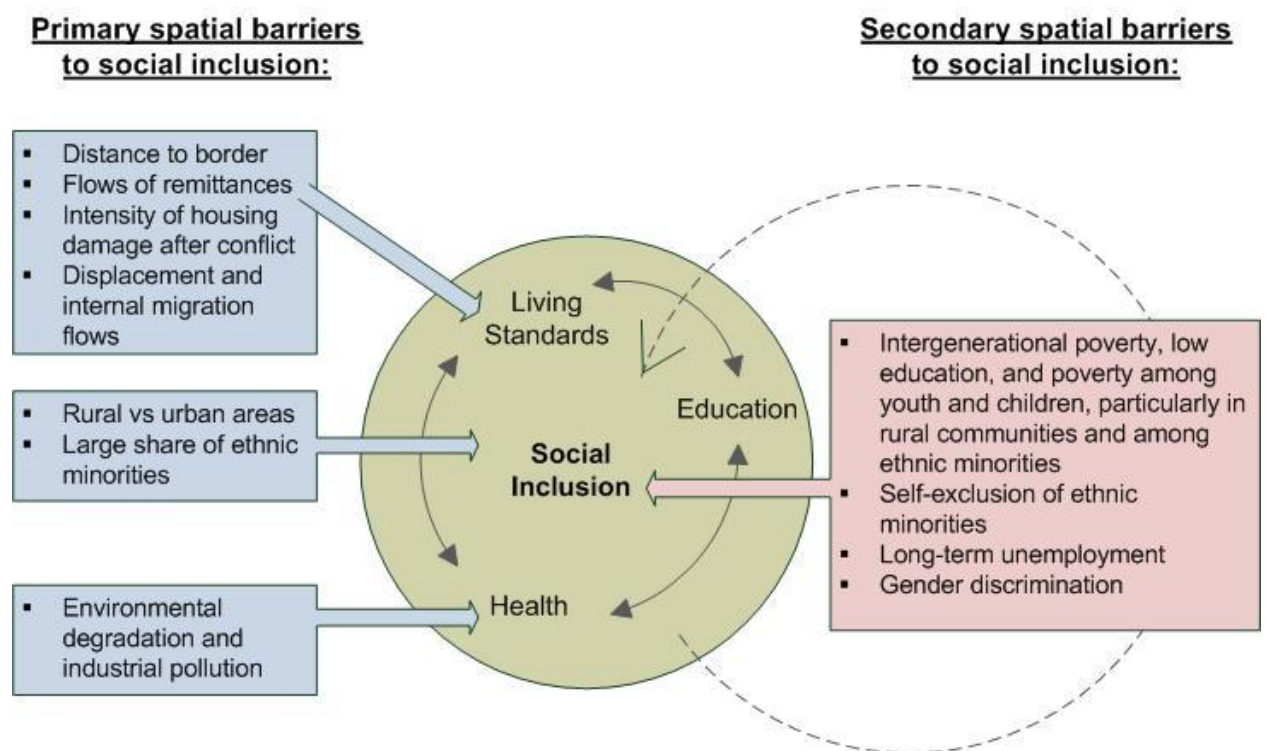 Primary spatial barriers
to social inclusion:
Secondary spatial barriers
to social inclusion:
▪ Distance to border
▪ Flows of remittances
▪ Intensity of housing
damage after conflict
▪ Displacement and
internal migration
flows
▪ Rural vs urban areas
▪ Large share of ethnic
minorities
▪ Environmental
degradation and
industrial pollution
Living
Standards
Education
Social
Inclusion
Health
▪ Intergenerational poverty, low
education, and poverty among
youth and children, particularly in
rural communities and among
ethnic minorities
▪ Self-exclusion of ethnic
minorities
▪ Long-term unemployment
▪ Gender discrimination